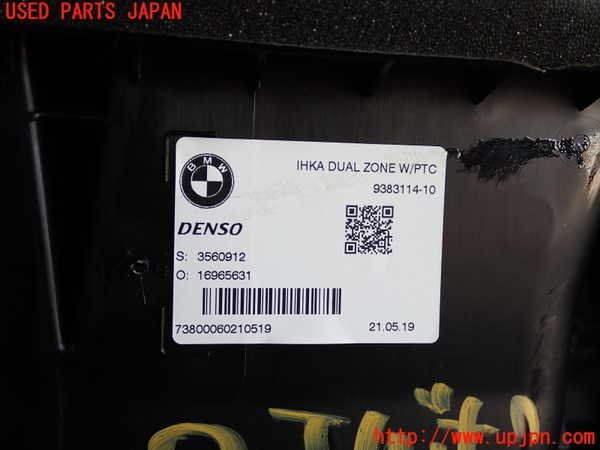 USED PARTS JAPAN
BMW
IHKA DUAL ZONE W/PTC
9383114-10
DENSO
S: 3560912
O: 16965631
73800060210519
21.05.19
http://www.upjpn.com/